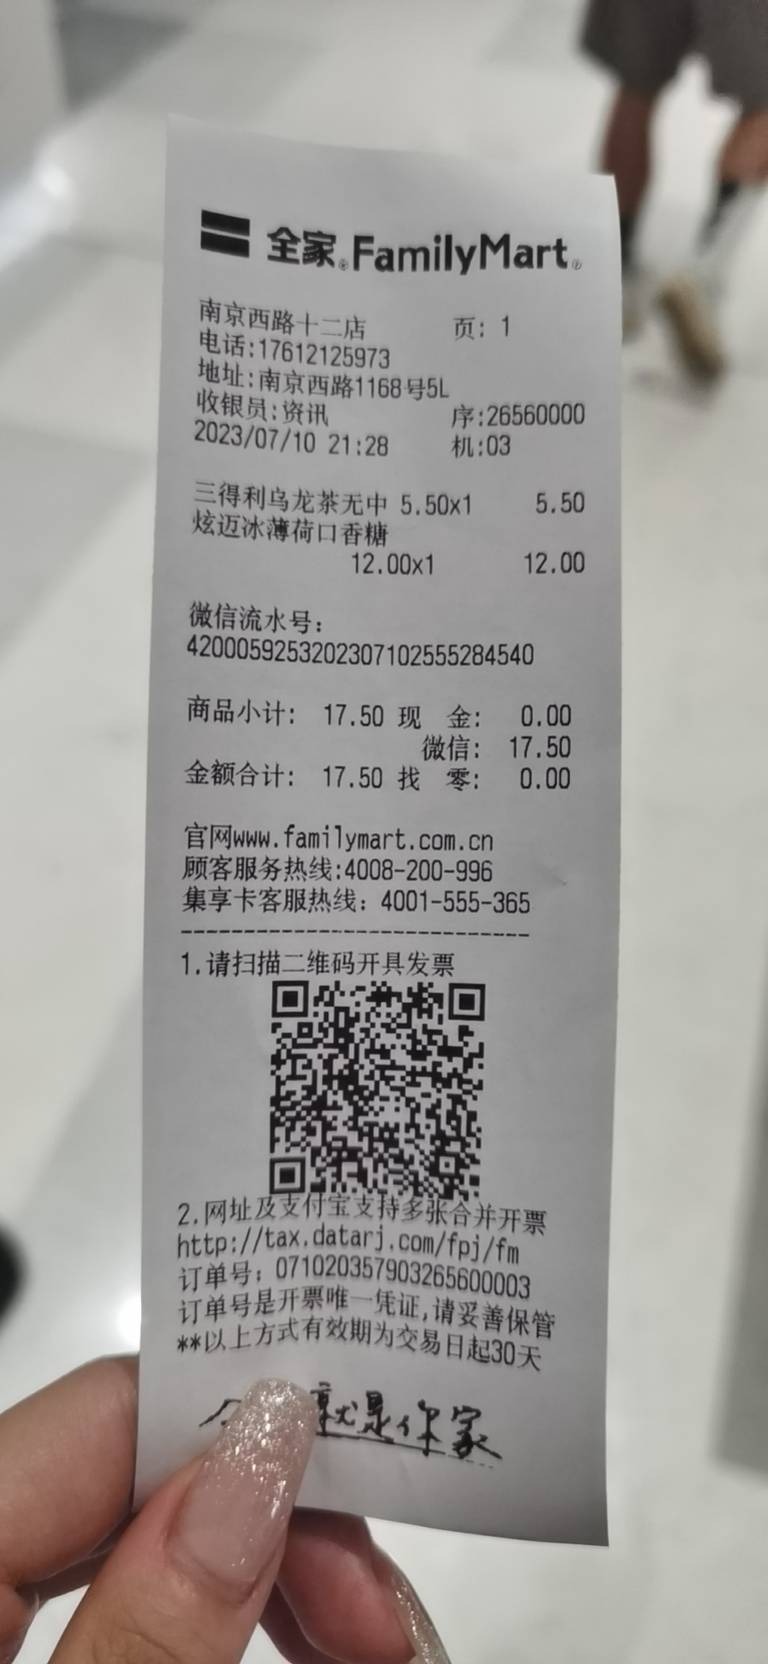 全家 FamilyMart
南京西路十二店 页: 1
电话:17612125973
地址:南京西路1168号5L
收银员:资讯 序:26560000
2023/07/10 21:28 机:03
三得利乌龙茶无中 5.50x1 5.50
炫迈冰薄荷口香糖
12.00x1 12.00
微信流水号:
4200059253202307102555284540
商品小计: 17.50 现 金: 0.00
微信: 17.50
金额合计: 17.50 找 零: 0.00
官网www.familymart.com.cn
顾客服务热线:4008-200-996
集享卡客服热线: 4001-555-365
1.请扫描二维码开具发票
2.网址及支付宝支持多张合并开票
http://tax.datarj.com/fpj/fm
订单号: 071020357903265600003
订单号是开票唯一凭证,请妥善保管
**以上方式有效期为交易日起30天
就是你家